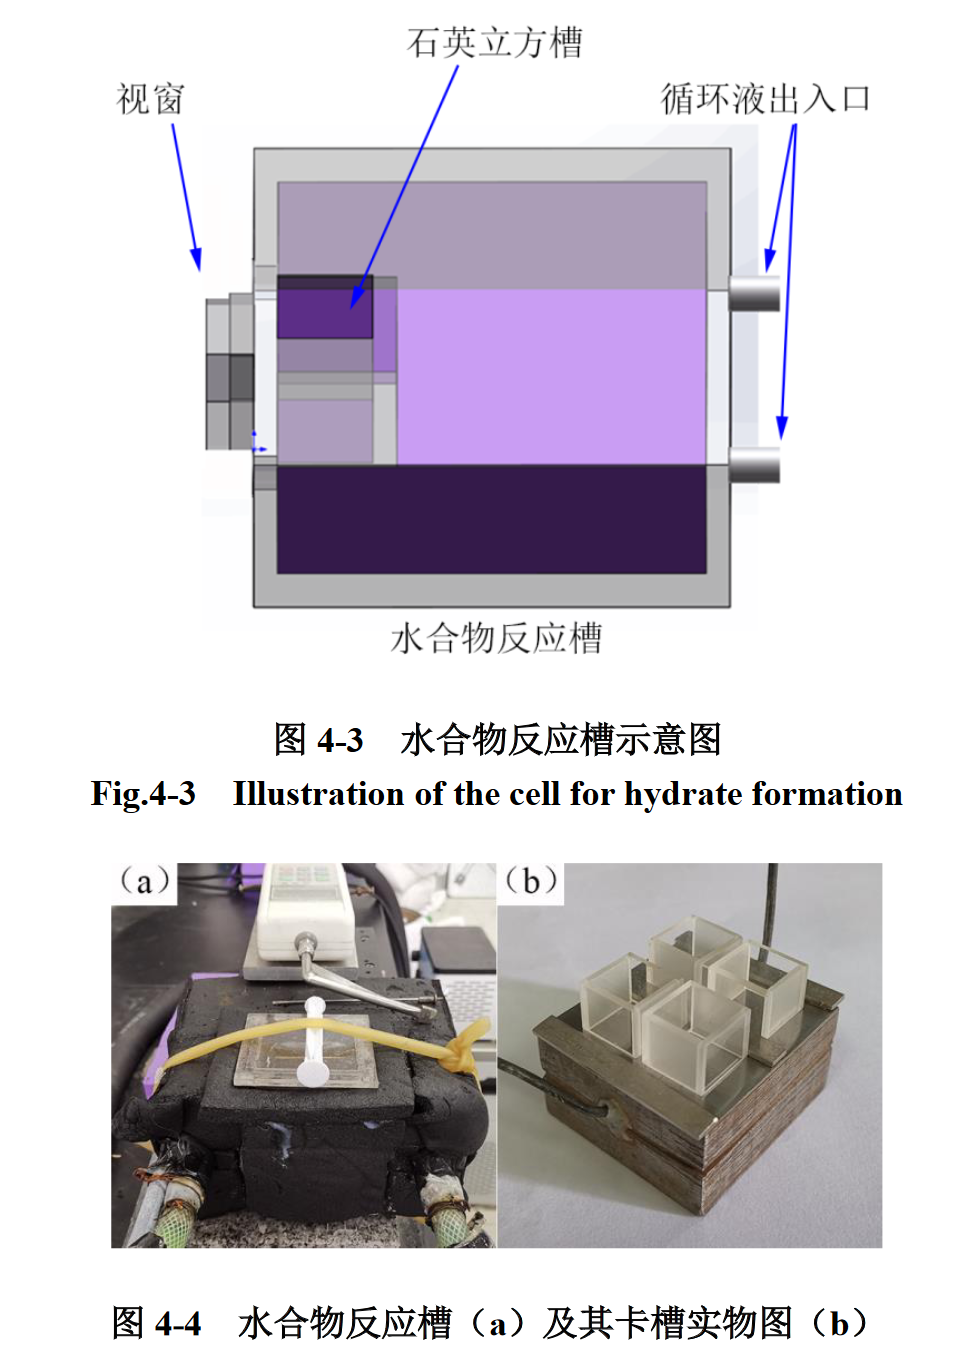 石英立方槽
视窗
循环液出入口
水合物反应槽
图 4-3 水合物反应槽示意图
Fig.4-3 Illustration of the cell for hydrate formation
（a）
（b）
图 4-4 水合物反应槽（a）及其卡槽实物图（b）